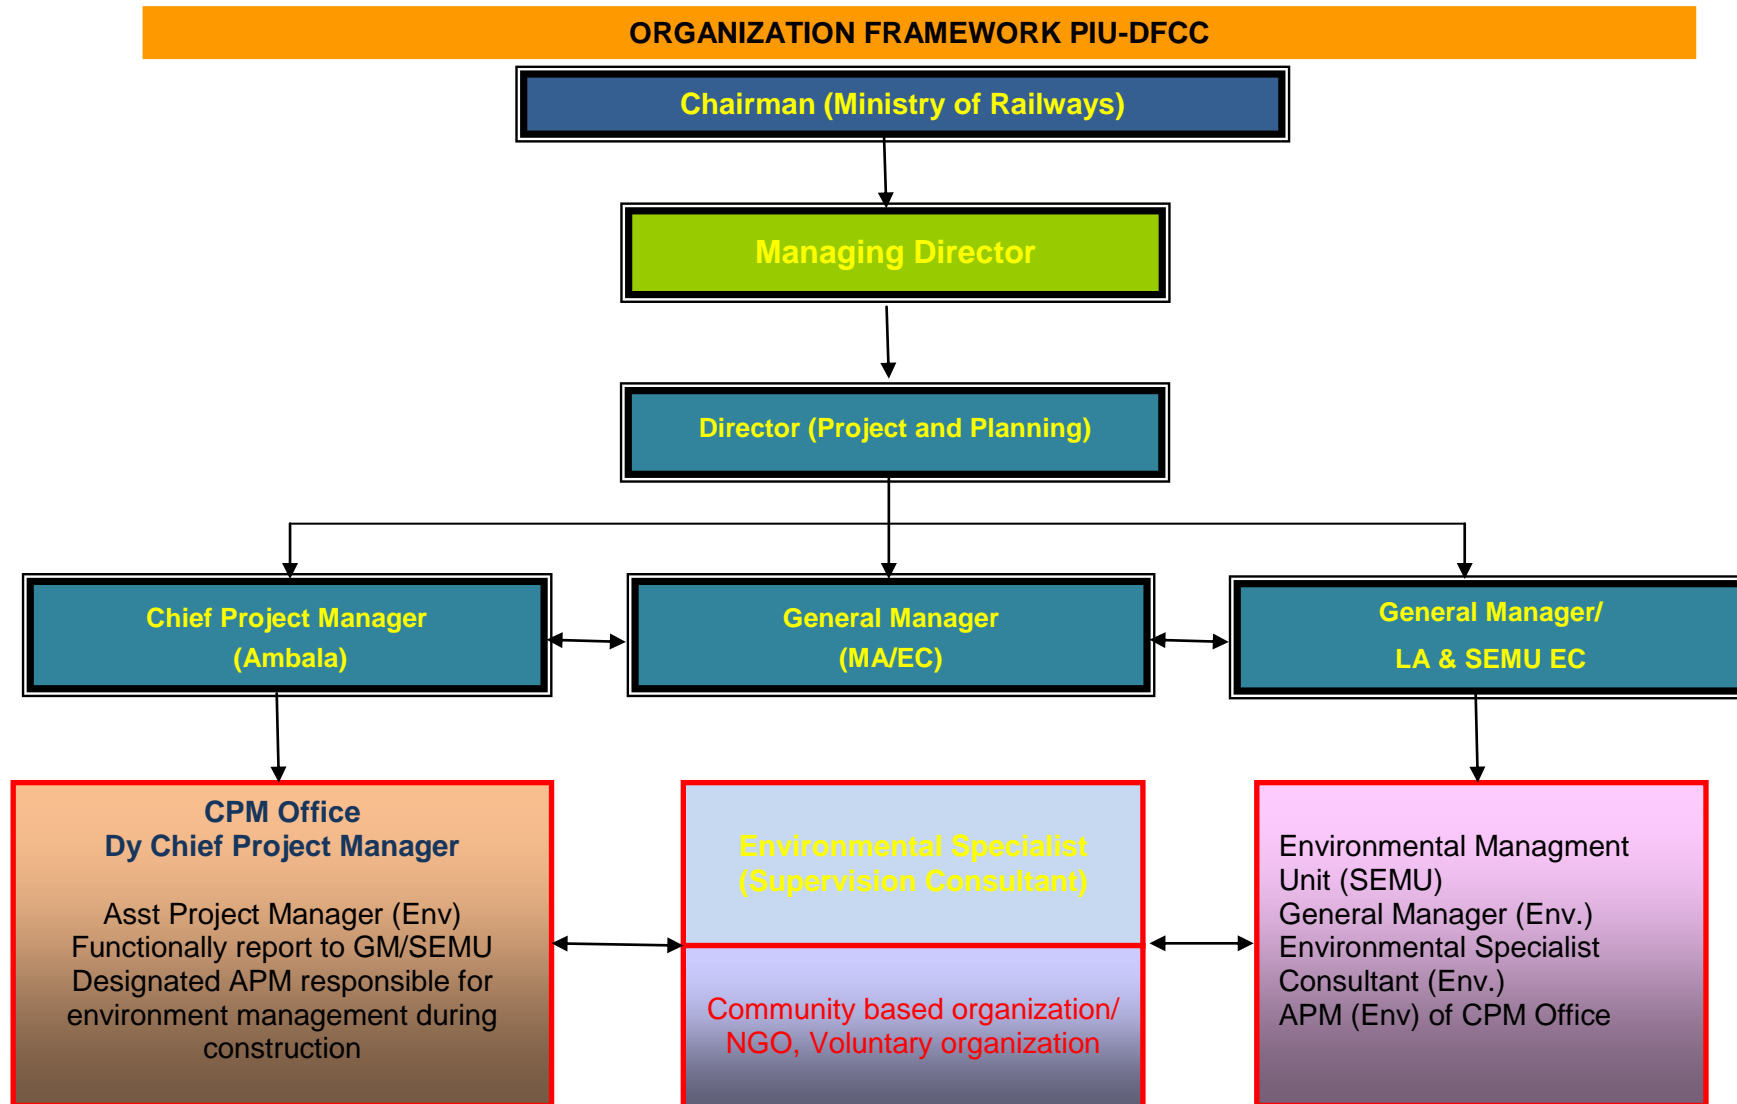 ORGANIZATION FRAMEWORK PIU-DFCC
Chairman (Ministry of Railways)
Managing Director
Director (Project and Planning)
Chief Project Manager
(Ambala)
General Manager
(MA/EC)
General Manager/
LA & SEMU EC
CPM Office
Dy Chief Project Manager
Asst Project Manager (Env)
Functionally report to GM/SEMU
Designated APM responsible for
environment management during
construction
Environmental Specialist
(Supervision Consultant)
Community based organization/
NGO, Voluntary organization
Environmental Managment
Unit (SEMU)
General Manager (Env.)
Environmental Specialist
Consultant (Env.)
APM (Env) of CPM Office